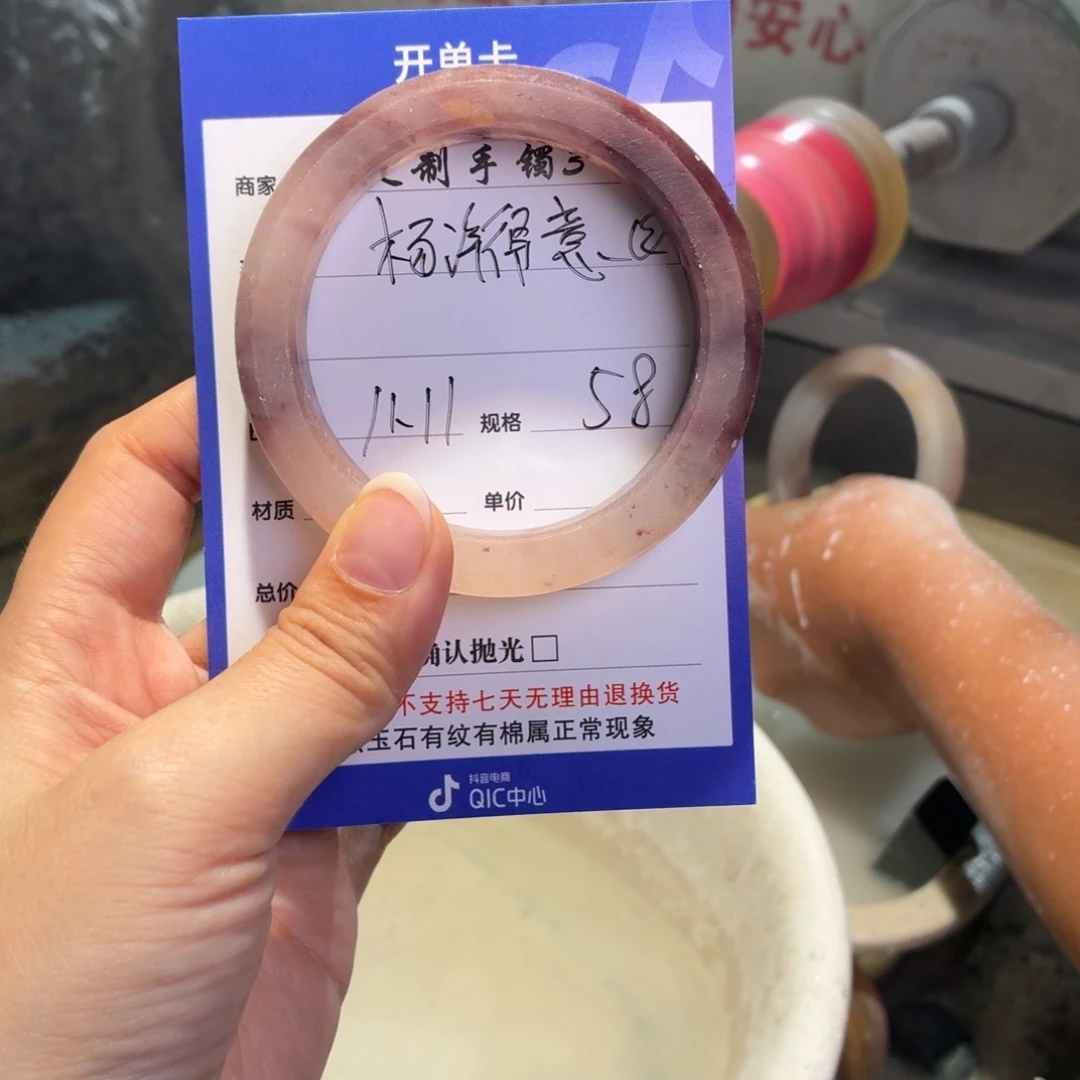 安心
开单卡
商家 制手镯3
杨洋得意
11.11 规格 58
材质 单价
总价
确认抛光□
不支持七天无理由退换货
玉石有纹有棉属正常现象
抖音电商
QIC中心